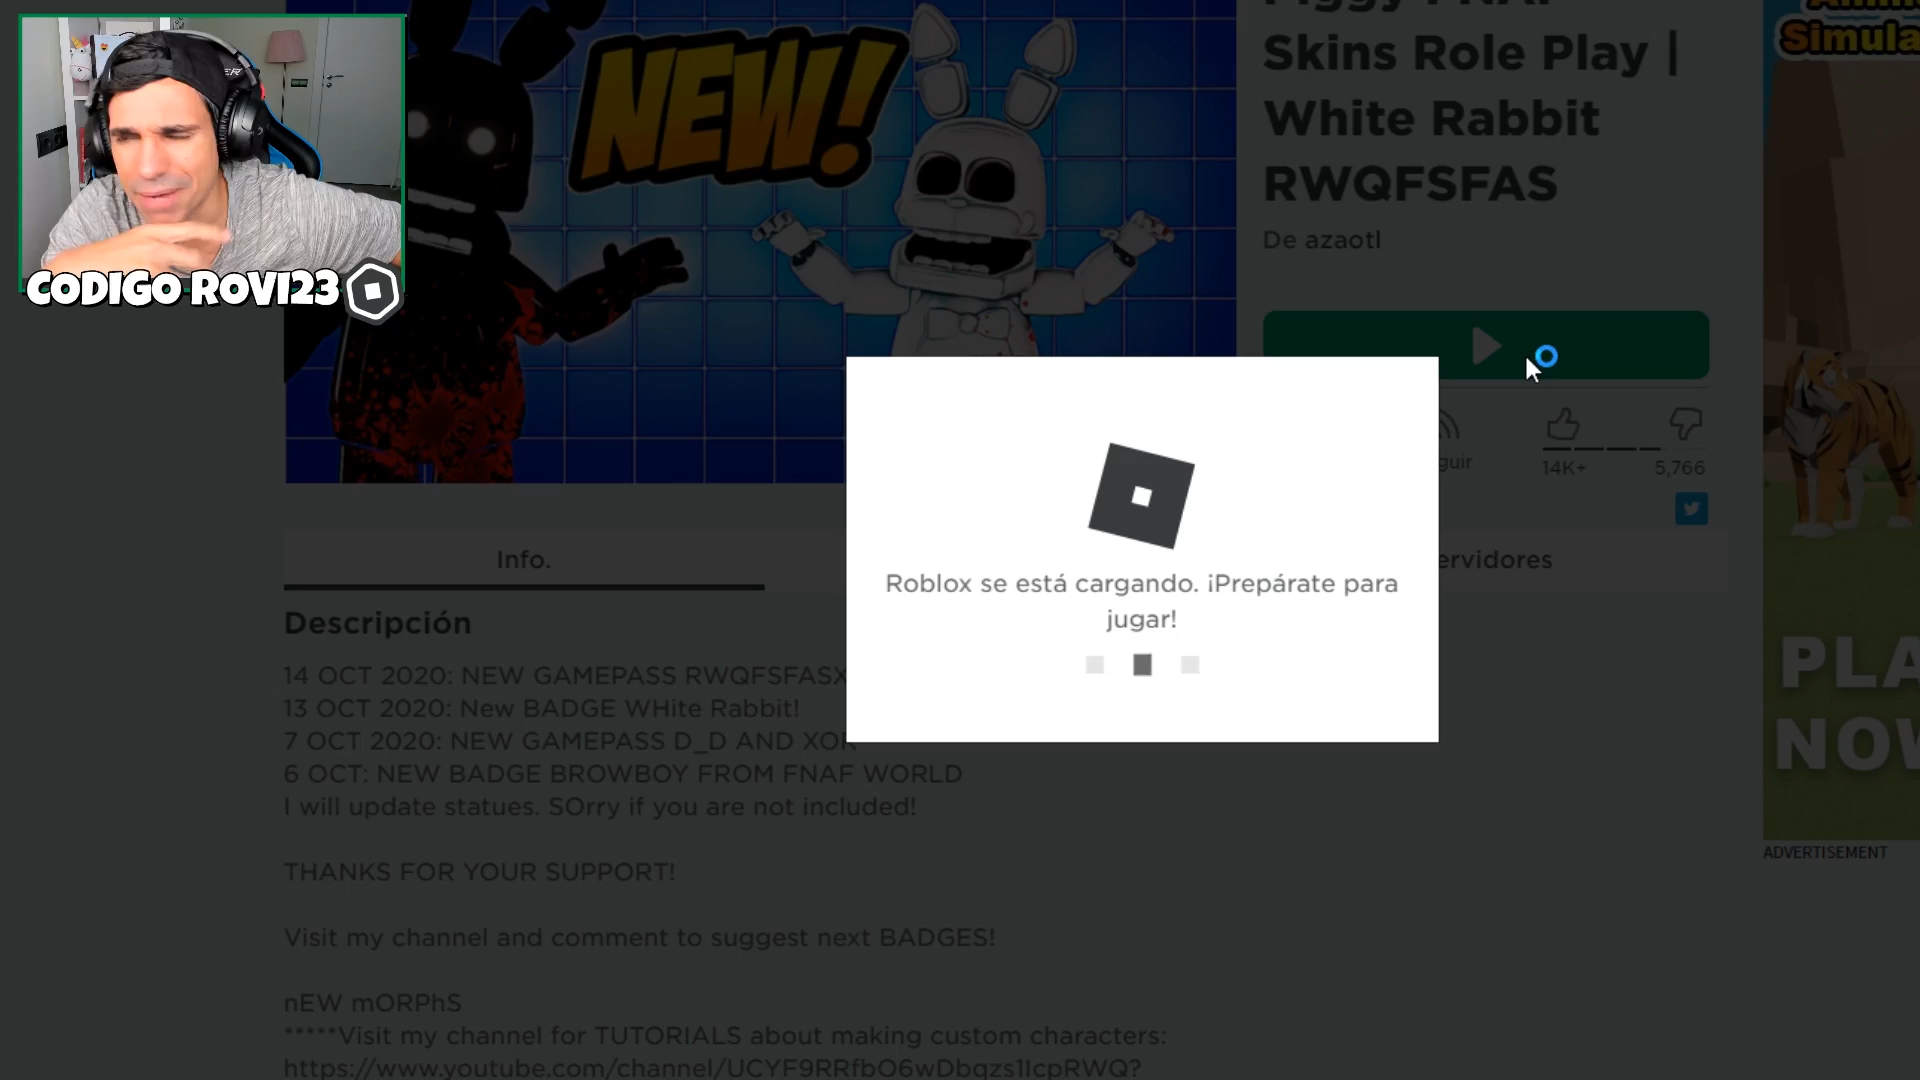 Piggy FNAF
Skins Role Play |
White Rabbit
RWQFSFAS
De azaotl
NEW!
CODIGO ROVI23
Simula
guir
14K+
5,766
Info.
ervidores
Roblox se está cargando. ¡Prepárate para
jugar!
Descripción
14 OCT 2020: NEW GAMEPASS RWQFSFASX
13 OCT 2020: New BADGE WHite Rabbit!
7 OCT 2020: NEW GAMEPASS D_D AND XOR
6 OCT: NEW BADGE BROWBOY FROM FNAF WORLD
I will update statues. SOrry if you are not included!
THANKS FOR YOUR SUPPORT!
Visit my channel and comment to suggest next BADGES!
nEW mORPhS
*****Visit my channel for TUTORIALS about making custom characters:
https://www.youtube.com/channel/UCYF9RRfbO6wDbqzs1IcpRWQ?
PLA
NOW
ADVERTISEMENT